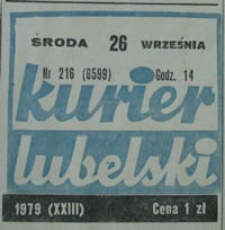 ŚRODA 26 WRZEŚNIA
Nr 216 (6599) Godz. 14
kurier
lubelski
1979 (XXIII) Cena 1 zł